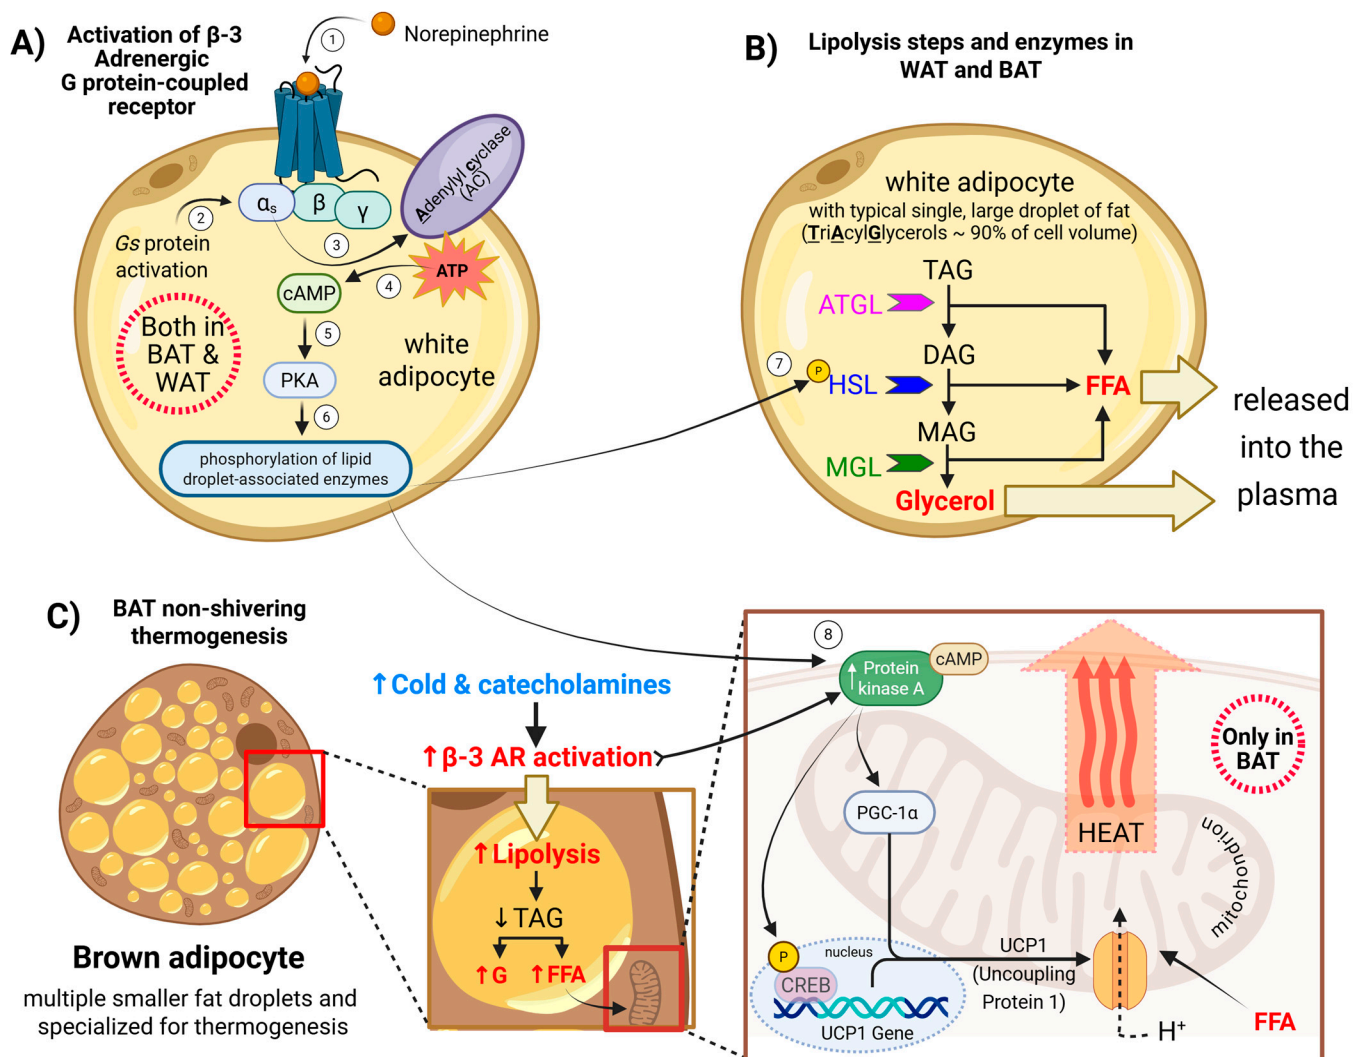 A)
Activation of β-3
Adrenergic
G protein-coupled
receptor
1
Norepinephrine
Adenylyl cyclase
(AC)
αs
β
γ
2
Gs protein
activation
3
ATP
4
cAMP
5
Both in
BAT &
WAT
PKA
white
adipocyte
6
phosphorylation of lipid
droplet-associated enzymes
B)
Lipolysis steps and enzymes in
WAT and BAT
white adipocyte
with typical single, large droplet of fat
(TriAcylGlycerols ~ 90% of cell volume)
TAG
ATGL
DAG
7
P
HSL
FFA
MAG
MGL
Glycerol
released
into the
plasma
C)
BAT non-shivering
thermogenesis
Brown adipocyte
multiple smaller fat droplets and
specialized for thermogenesis
↑Cold & catecholamines
↑β-3 AR activation
↑Lipolysis
↓TAG
↑G
↑FFA
8
↑ Protein
kinase A
cAMP
Only in
BAT
PGC-1α
HEAT
mitochondrion
P
nucleus
CREB
UCP1 Gene
UCP1
(Uncoupling
Protein 1)
H⁺
FFA